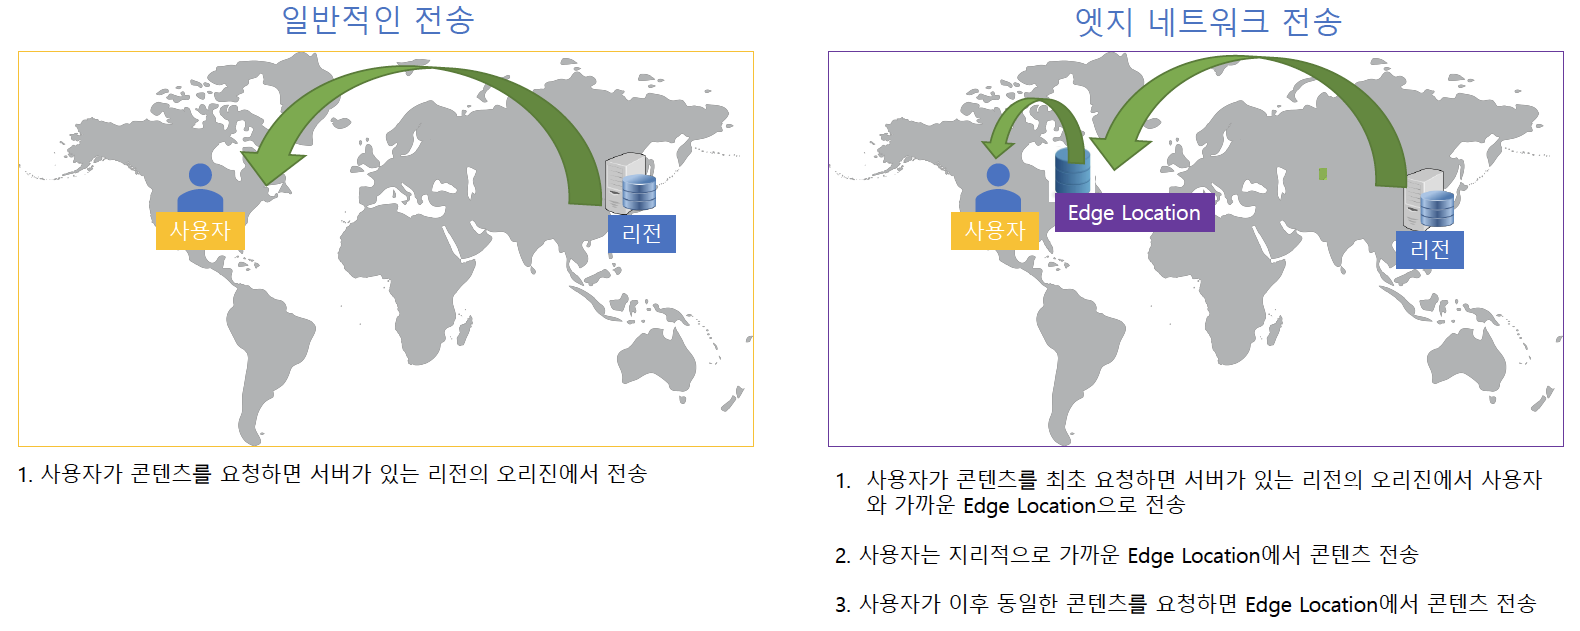 일반적인 전송
사용자
리전
1. 사용자가 콘텐츠를 요청하면 서버가 있는 리전의 오리진에서 전송
엣지 네트워크 전송
Edge Location
사용자
리전
1. 사용자가 콘텐츠를 최초 요청하면 서버가 있는 리전의 오리진에서 사용자
와 가까운 Edge Location으로 전송
2. 사용자는 지리적으로 가까운 Edge Location에서 콘텐츠 전송
3. 사용자가 이후 동일한 콘텐츠를 요청하면 Edge Location에서 콘텐츠 전송